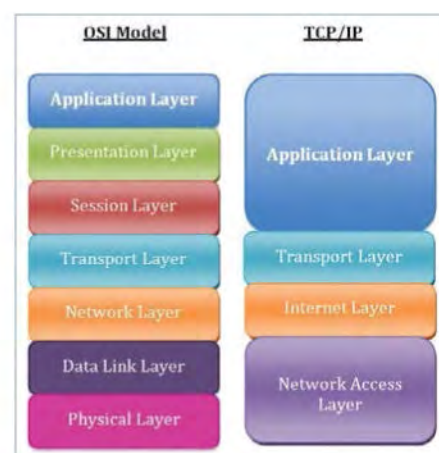 OSI Model
Application Layer
Presentation Layer
Session Layer
Transport Layer
Network Layer
Data Link Layer
Physical Layer
TCP/IP
Application Layer
Transport Layer
Internet Layer
Network Access
Layer